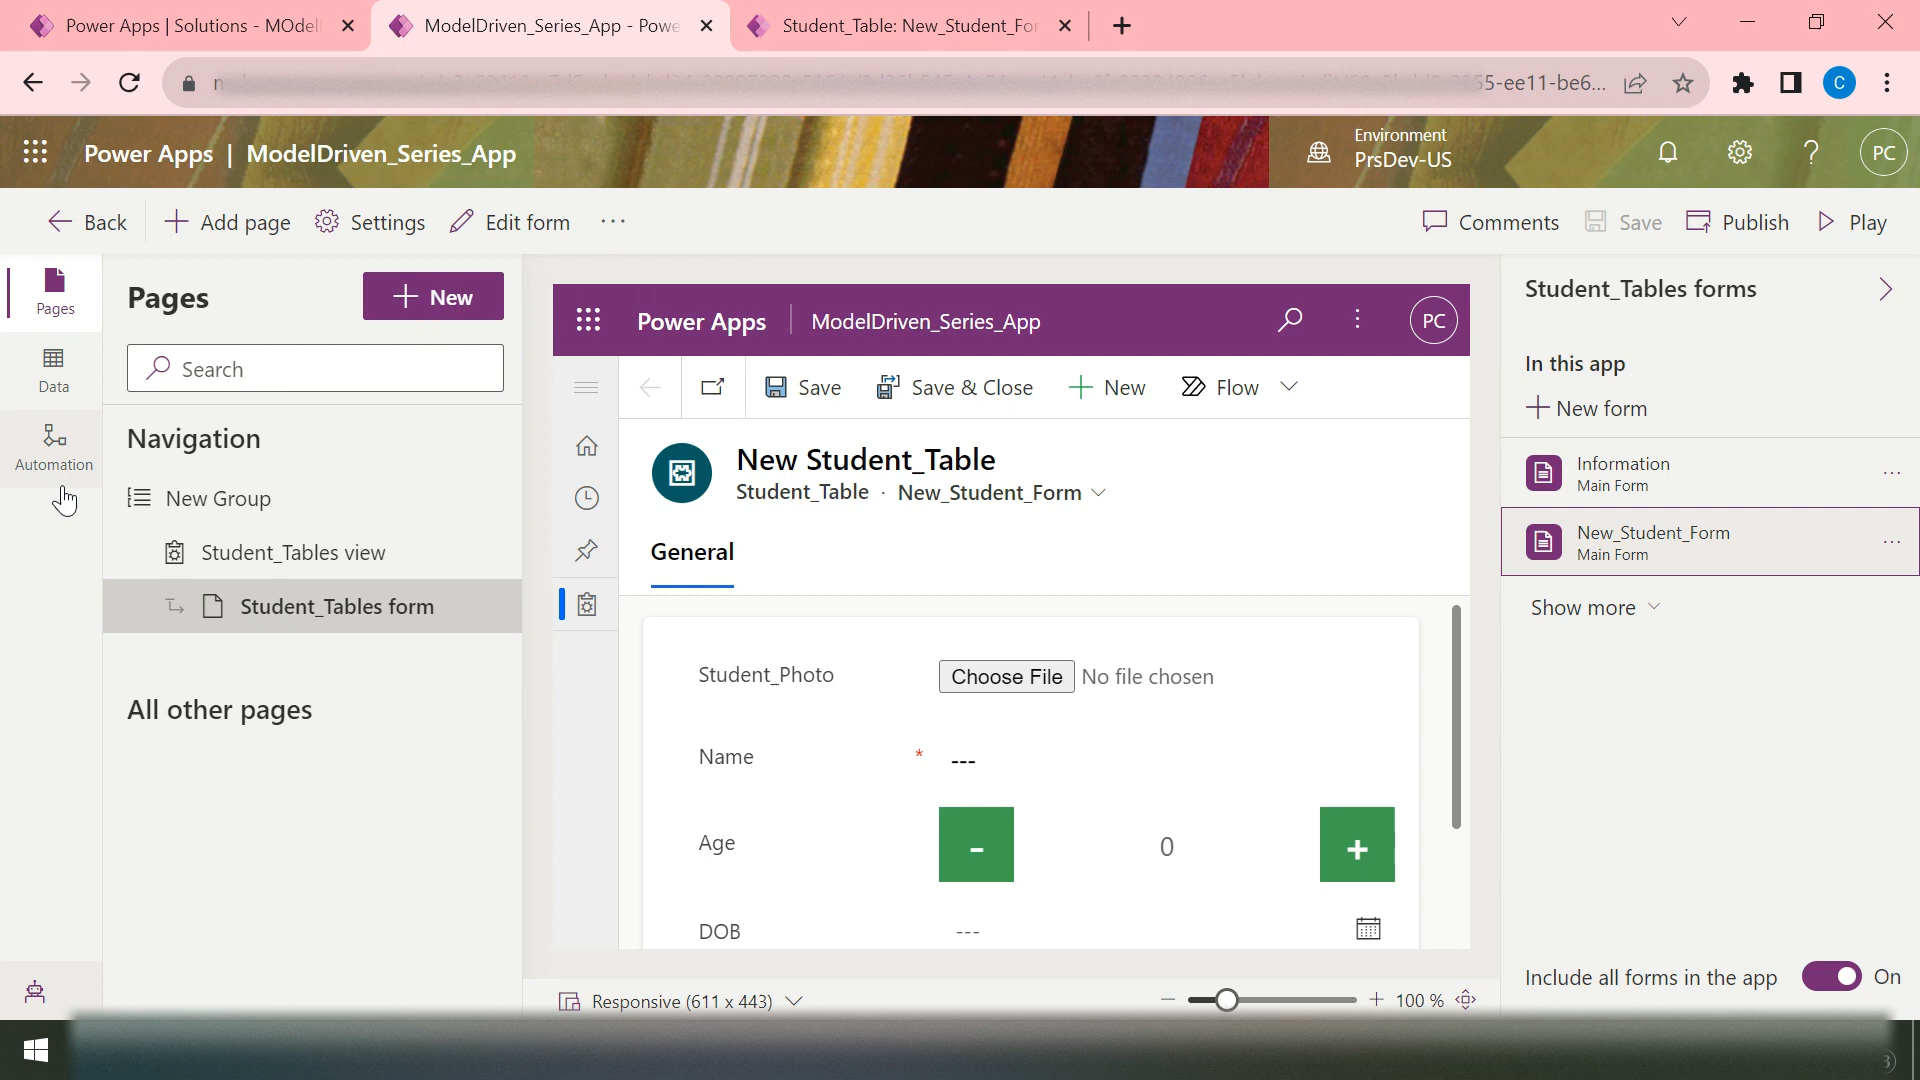 Power Apps | Solutions - MOdel
ModelDriven_Series_App - Powe
Student_Table: New_Student_For
55-ee11-be6...
C
Power Apps | ModelDriven_Series_App
Environment
PrsDev-US
PC
Back
Add page
Settings
Edit form
Comments
Save
Publish
Play
Pages
Data
Automation
Pages
New
Search
Navigation
New Group
Student_Tables view
Student_Tables form
All other pages
Power Apps
ModelDriven_Series_App
PC
Save
Save & Close
New
Flow
New Student_Table
Student_Table · New_Student_Form
General
Student_Photo
Choose File No file chosen
Name * ---
Age - 0 +
DOB ---
Responsive (611 x 443)
100 %
Student_Tables forms
In this app
New form
Information
Main Form
New_Student_Form
Main Form
Show more
Include all forms in the app
On